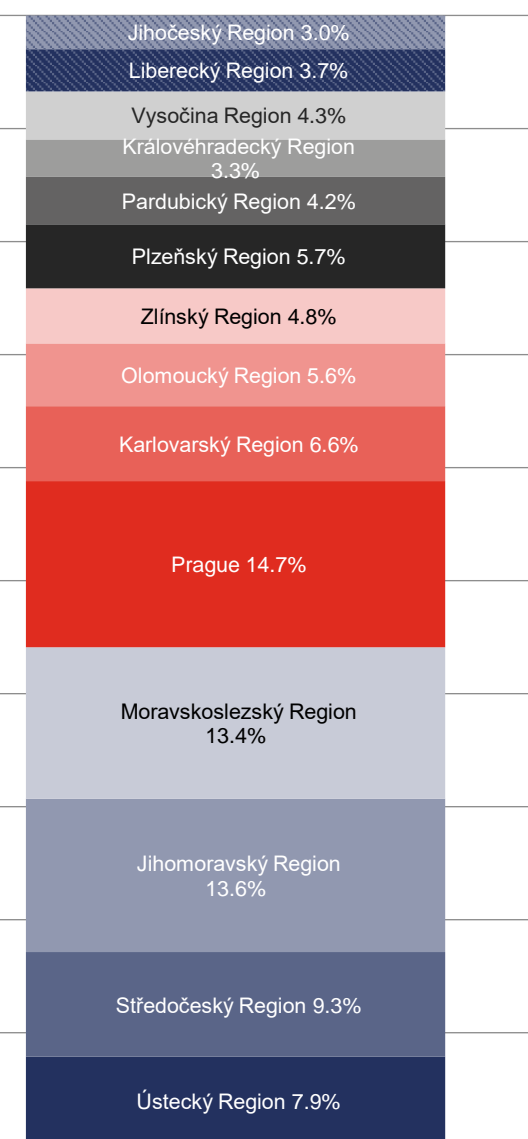 Jihočeský Region 3.0%
Liberecký Region 3.7%
Vysočina Region 4.3%
Královéhradecký Region
3.3%
Pardubický Region 4.2%
Plzeňský Region 5.7%
Zlínský Region 4.8%
Olomoucký Region 5.6%
Karlovarský Region 6.6%
Prague 14.7%
Moravskoslezský Region
13.4%
Jihomoravský Region
13.6%
Středočeský Region 9.3%
Ústecký Region 7.9%